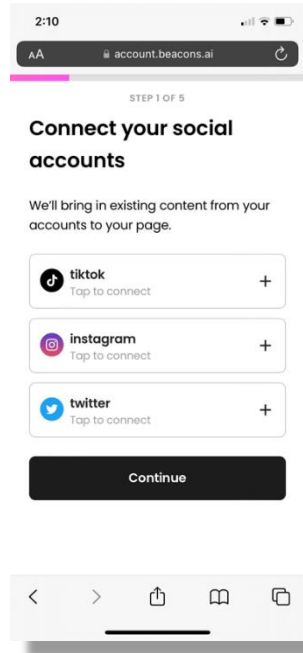 2:10
AA
account.beacons.ai
STEP 1 OF 5
Connect your social
accounts
We'll bring in existing content from your
accounts to your page.
tiktok
Tap to connect
instagram
Tap to connect
twitter
Tap to connect
Continue